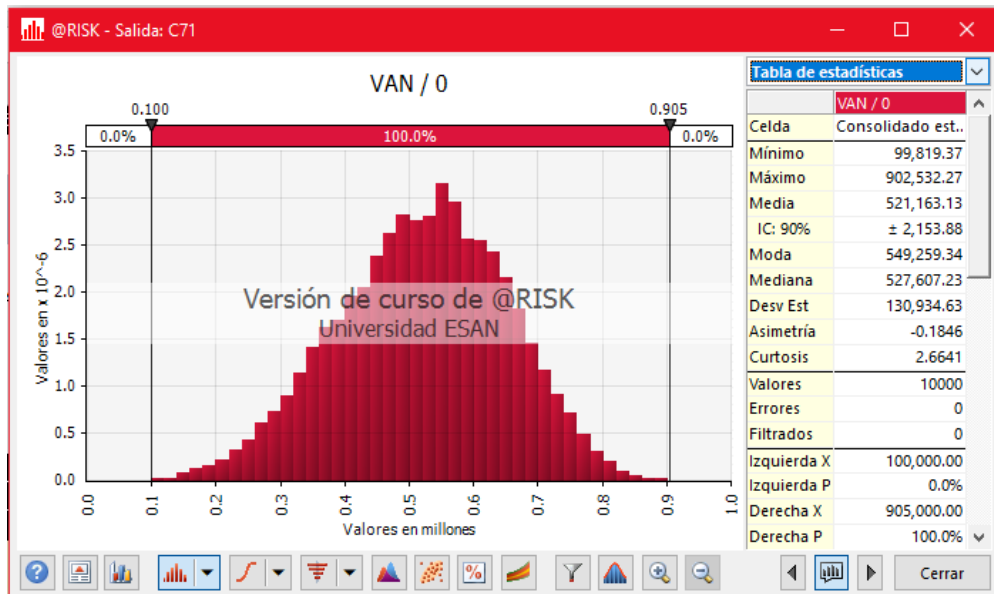 @RISK - Salida: C71
VAN / 0
0.100
0.905
0.0%
100.0%
0.0%
3.5
3.0
2.5
2.0
1.5
1.0
0.5
0.0
Valores en x 10^-6
Versión de curso de @RISK
Universidad ESAN
0.0
0.1
0.2
0.3
0.4
0.5
0.6
0.7
0.8
0.9
1.0
Valores en millones
Tabla de estadísticas
VAN / 0
Celda Consolidado est..
Mínimo 99,819.37
Máximo 902,532.27
Media 521,163.13
IC: 90% ± 2,153.88
Moda 549,259.34
Mediana 527,607.23
Desv Est 130,934.63
Asimetría -0.1846
Curtosis 2.6641
Valores 10000
Errores 0
Filtrados 0
Izquierda X 100,000.00
Izquierda P 0.0%
Derecha X 905,000.00
Derecha P 100.0%
Cerrar